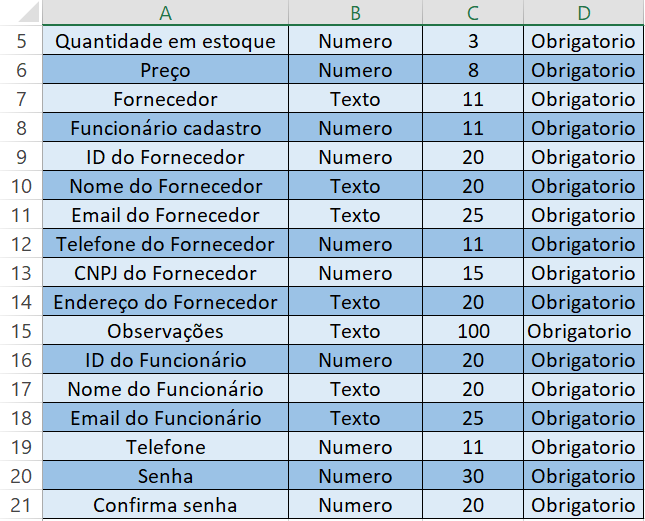 A B C D
5 Quantidade em estoque Numero 3 Obrigatorio
6 Preço Numero 8 Obrigatorio
7 Fornecedor Texto 11 Obrigatorio
8 Funcionário cadastro Numero 11 Obrigatorio
9 ID do Fornecedor Numero 20 Obrigatorio
10 Nome do Fornecedor Texto 20 Obrigatorio
11 Email do Fornecedor Texto 25 Obrigatorio
12 Telefone do Fornecedor Numero 11 Obrigatorio
13 CNPJ do Fornecedor Numero 15 Obrigatorio
14 Endereço do Fornecedor Texto 20 Obrigatorio
15 Observações Texto 100 Obrigatorio
16 ID do Funcionário Numero 20 Obrigatorio
17 Nome do Funcionário Texto 20 Obrigatorio
18 Email do Funcionário Texto 25 Obrigatorio
19 Telefone Numero 11 Obrigatorio
20 Senha Numero 30 Obrigatorio
21 Confirma senha Numero 20 Obrigatorio